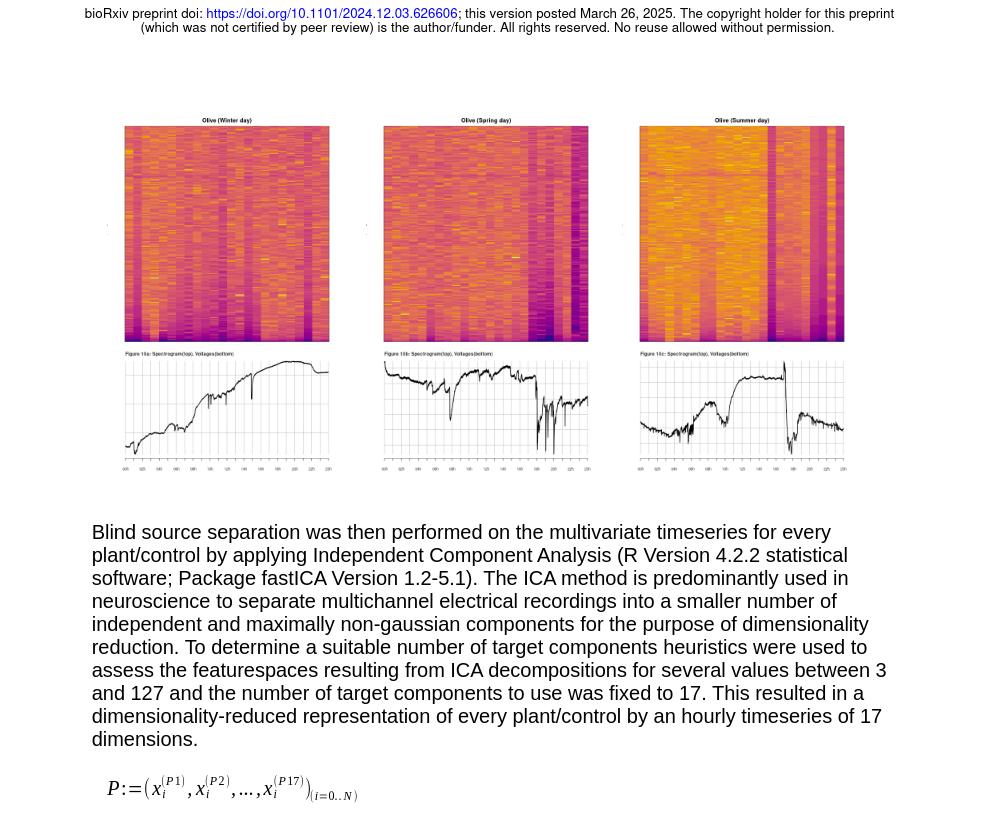 bioRxiv preprint doi: https://doi.org/10.1101/2024.12.03.626606; this version posted March 26, 2025. The copyright holder for this preprint
(which was not certified by peer review) is the author/funder. All rights reserved. No reuse allowed without permission.
Olive (Winter day) Olive (Spring day) Olive (Summer day)
Figure 10a: Spectrogram(top), Voltages(bottom) Figure 10b: Spectrogram(top), Voltages(bottom) Figure 10c: Spectrogram(top), Voltages(bottom)
Blind source separation was then performed on the multivariate timeseries for every
plant/control by applying Independent Component Analysis (R Version 4.2.2 statistical
software; Package fastICA Version 1.2-5.1). The ICA method is predominantly used in
neuroscience to separate multichannel electrical recordings into a smaller number of
independent and maximally non-gaussian components for the purpose of dimensionality
reduction. To determine a suitable number of target components heuristics were used to
assess the featurespaces resulting from ICA decompositions for several values between 3
and 127 and the number of target components to use was fixed to 17. This resulted in a
dimensionality-reduced representation of every plant/control by an hourly timeseries of 17
dimensions.
P:=(x_i^(P1), x_i^(P2), ..., x_i^(P17))_(i=0..N)